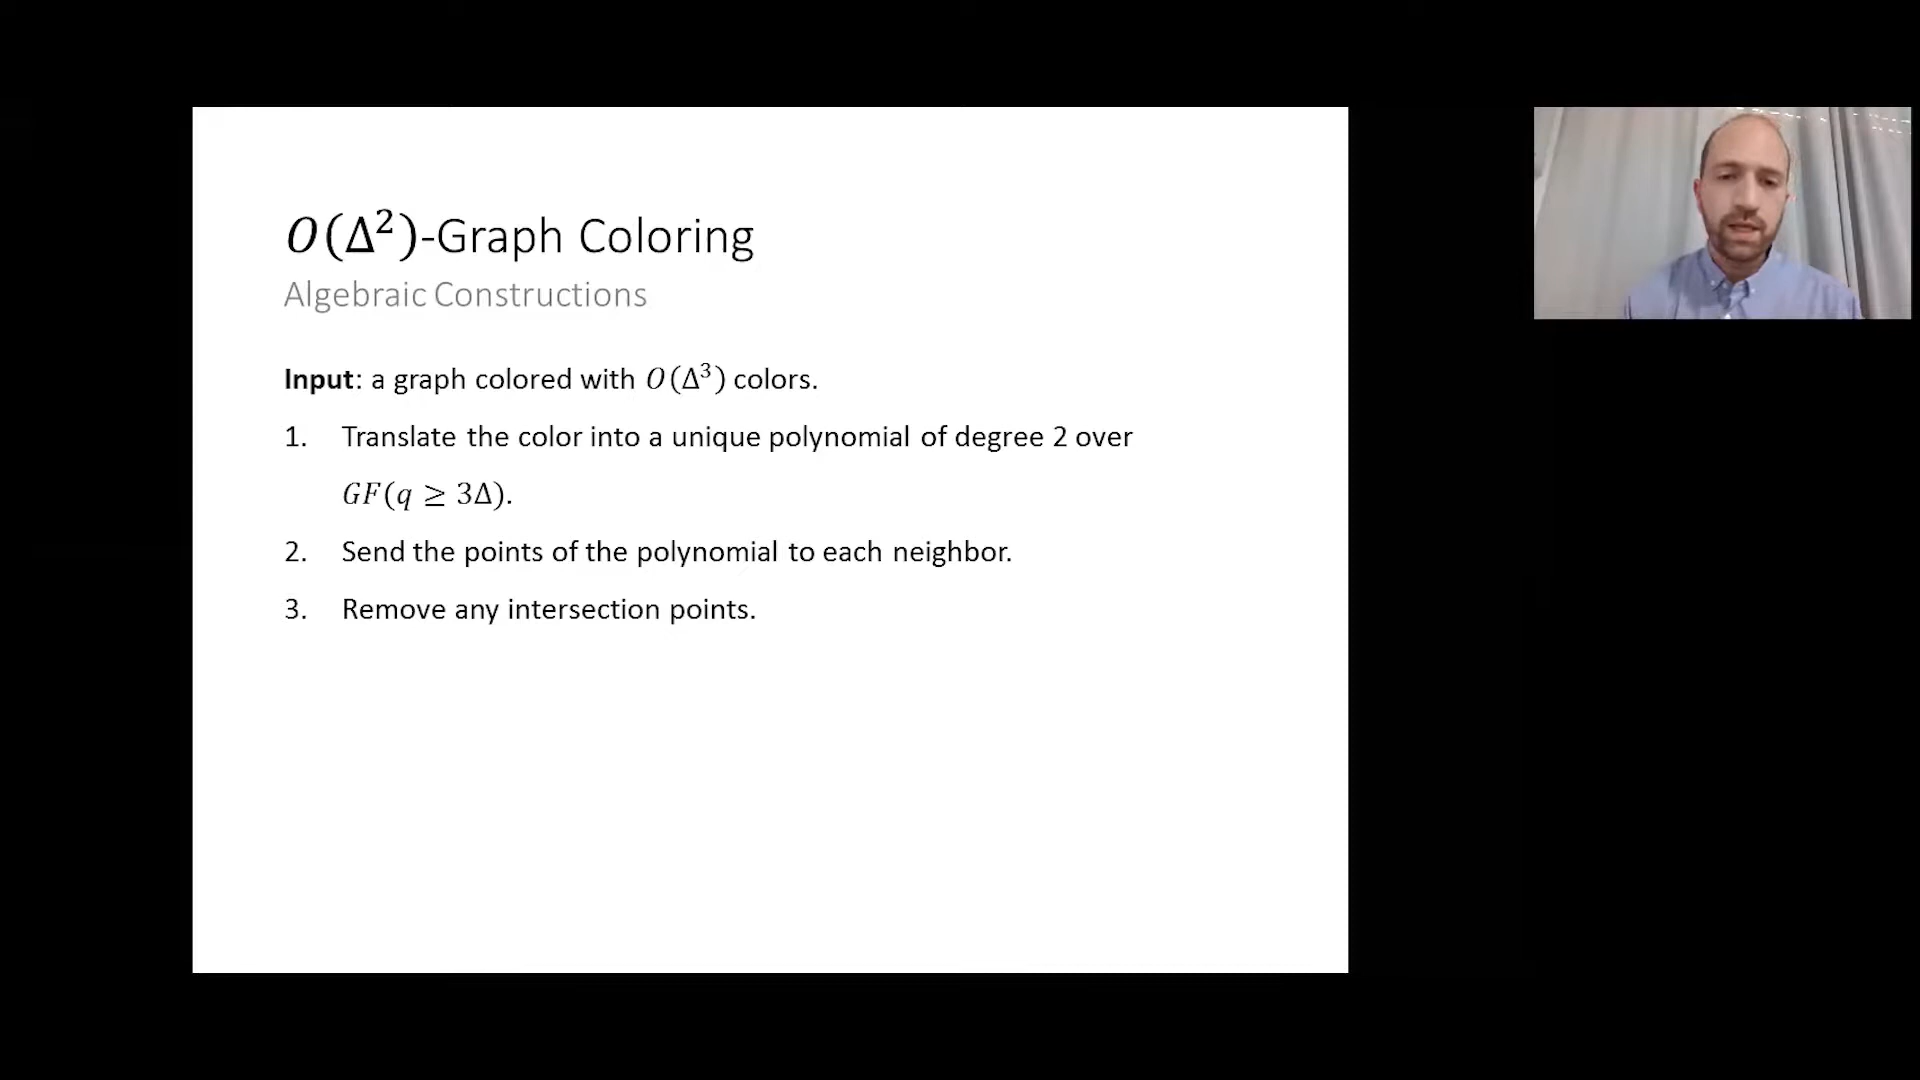 O(Δ²)-Graph Coloring
Algebraic Constructions
Input: a graph colored with O(Δ³) colors.
1. Translate the color into a unique polynomial of degree 2 over
GF(q ≥ 3Δ).
2. Send the points of the polynomial to each neighbor.
3. Remove any intersection points.